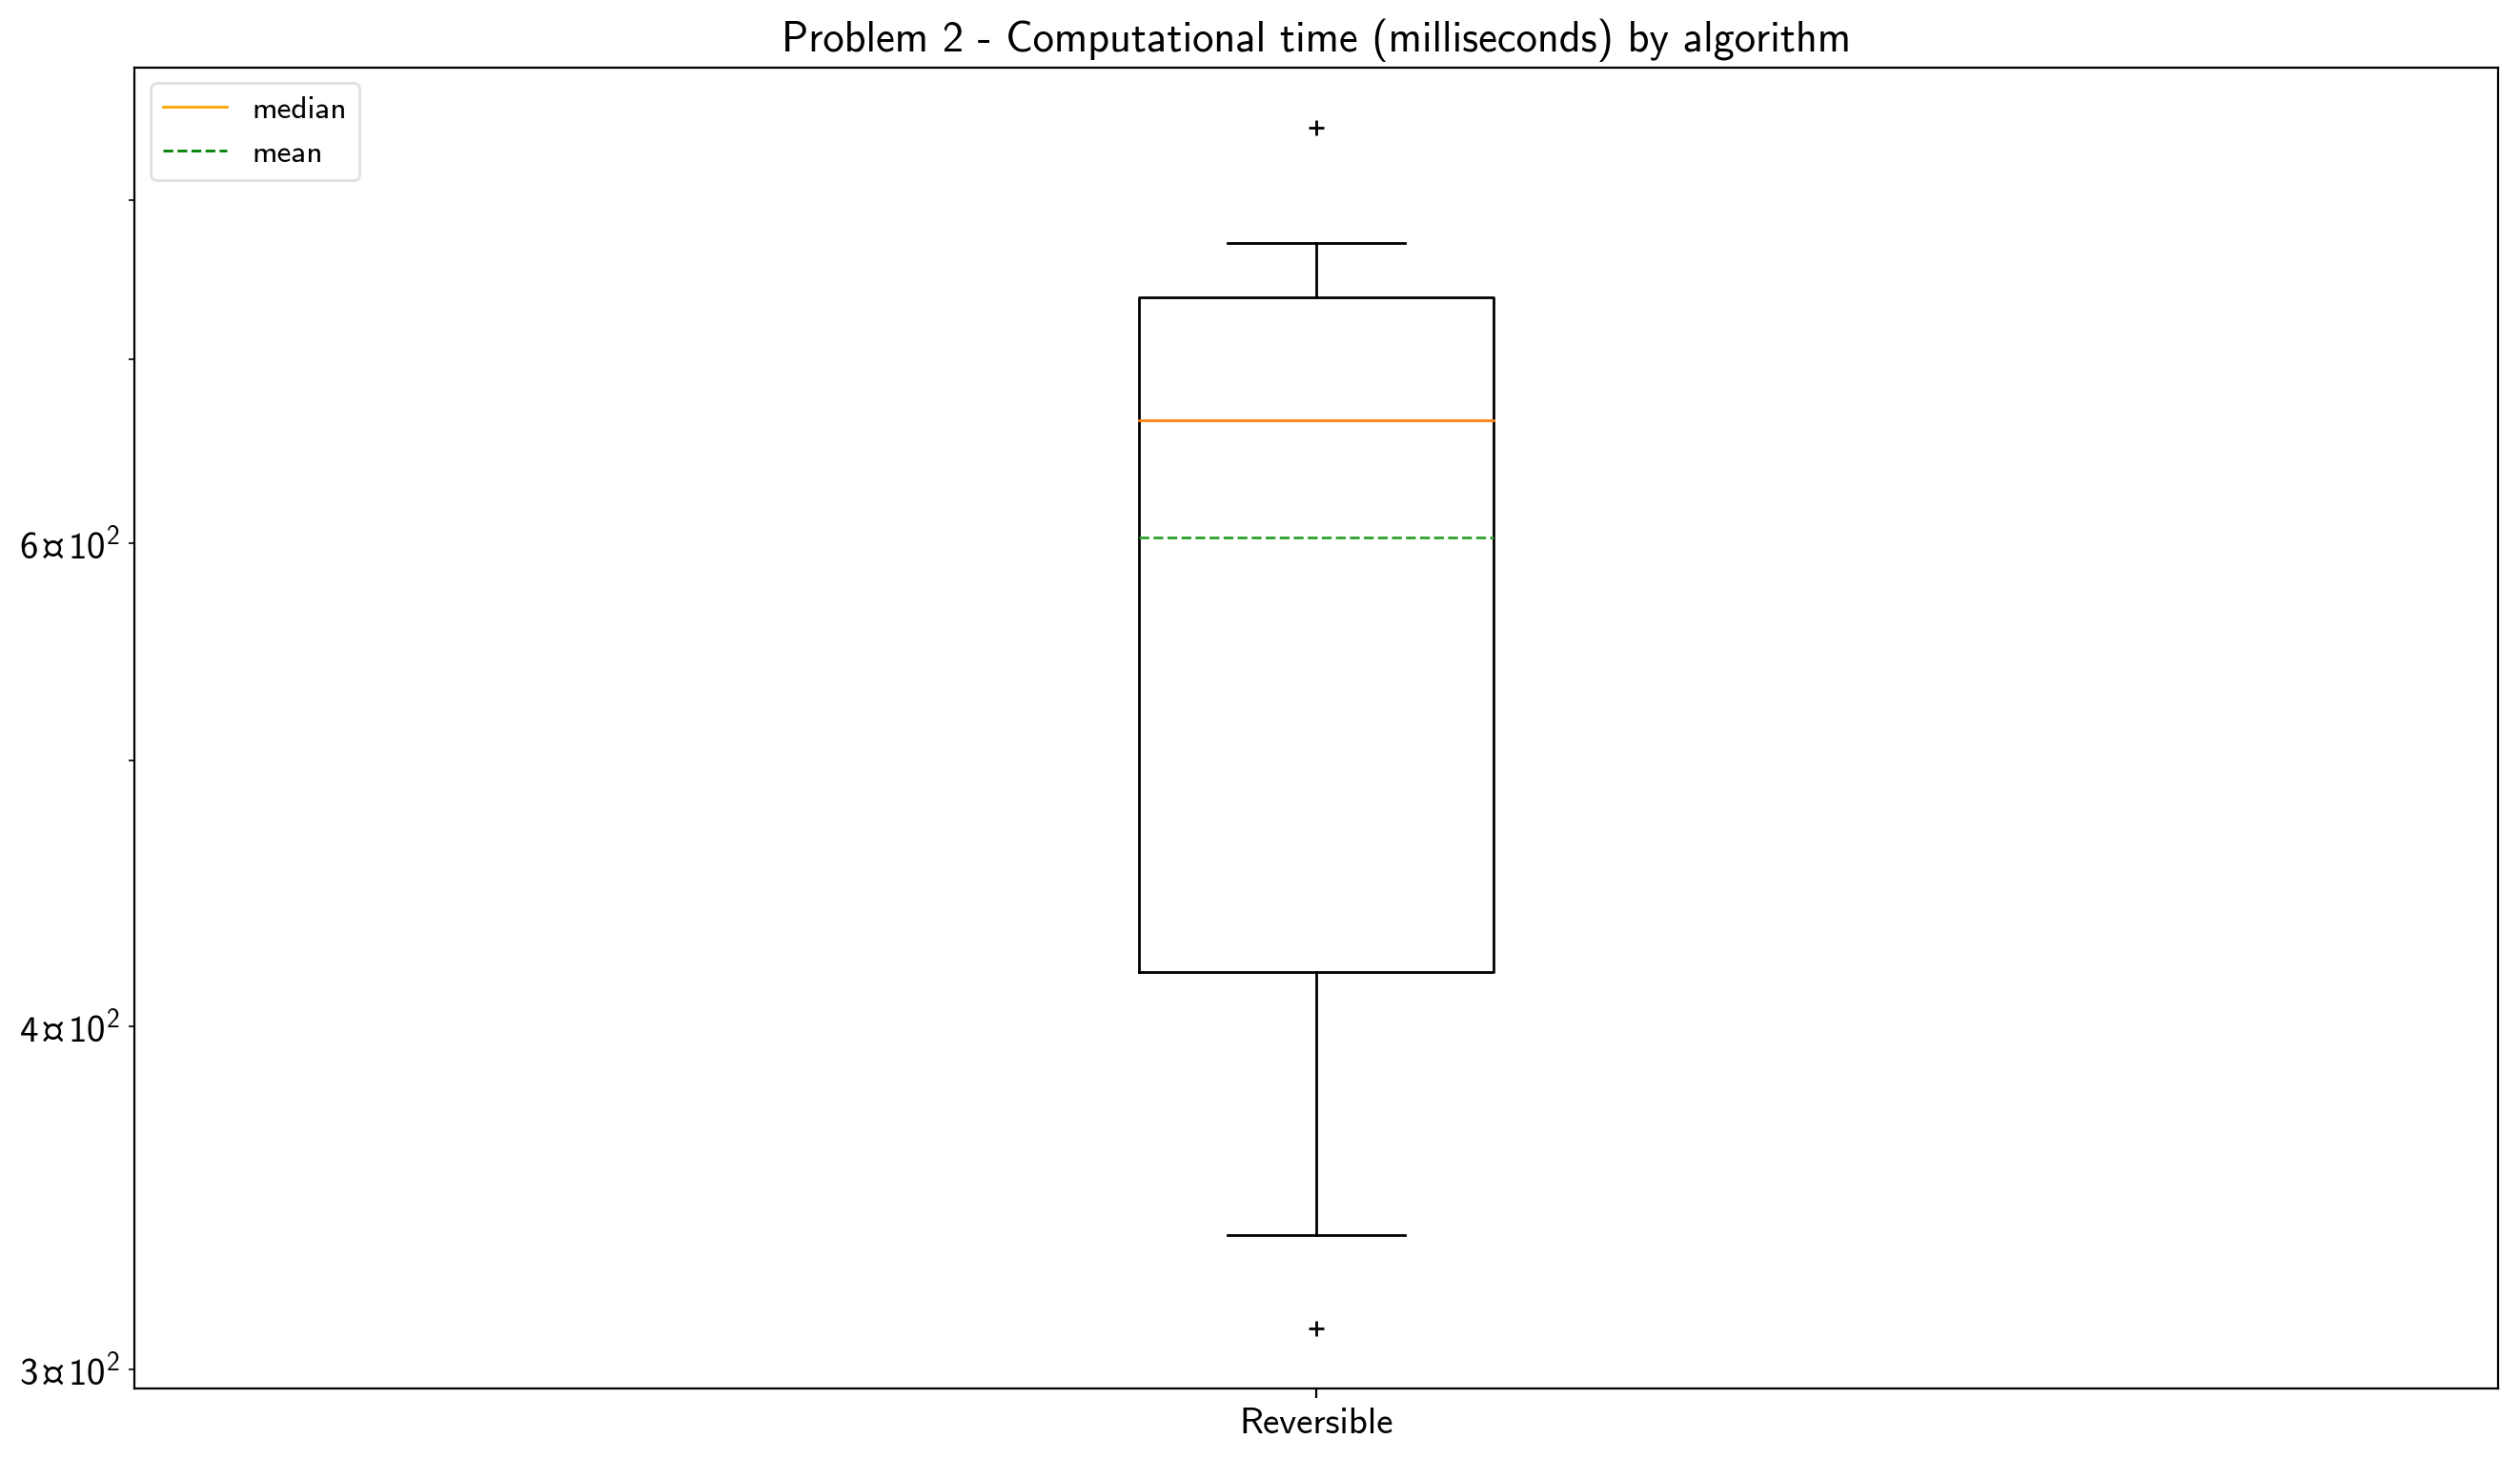 Problem 2 - Computational time (milliseconds) by algorithm
median
mean
6¤10²
4¤10²
3¤10²
Reversible